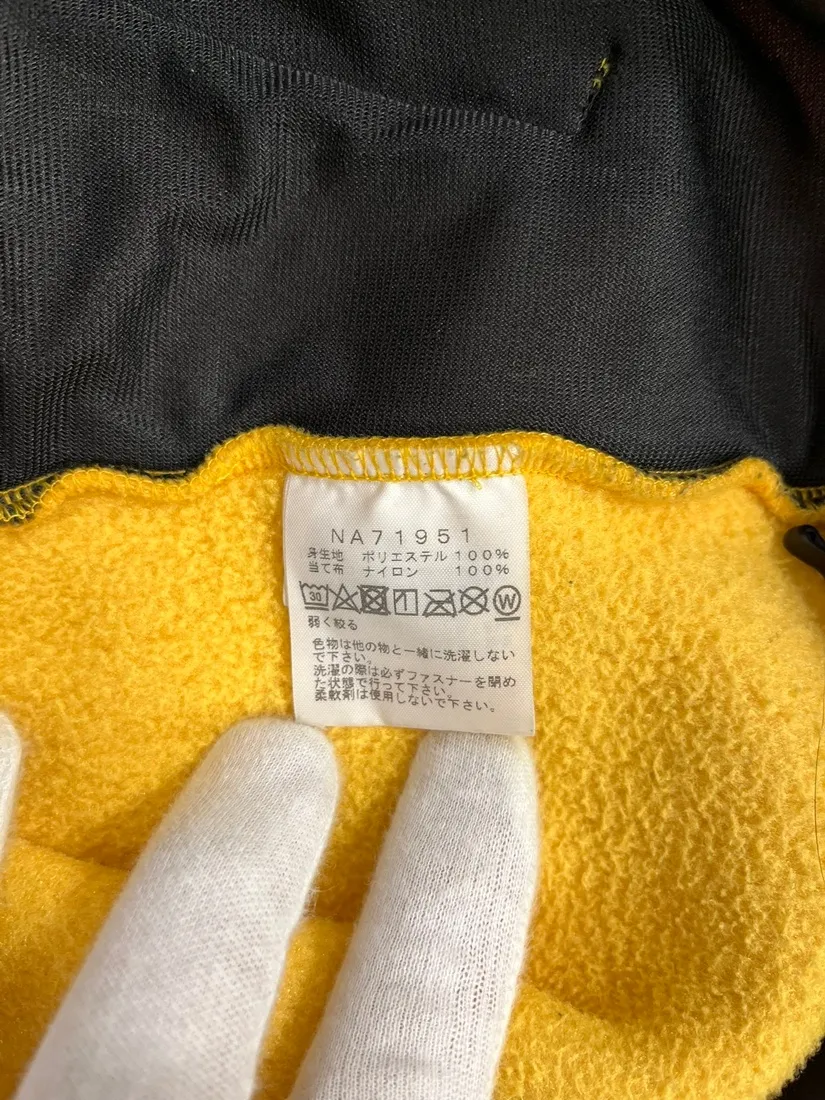 NA71951
身生地 ポリエステル 100%
当て布 ナイロン 100%
30 W
弱く絞る
色物は他の物と一緒に洗濯しない
で下さい。
洗濯の際は必ずファスナーを閉め
た状態で行って下さい。
柔軟剤は使用しないで下さい。